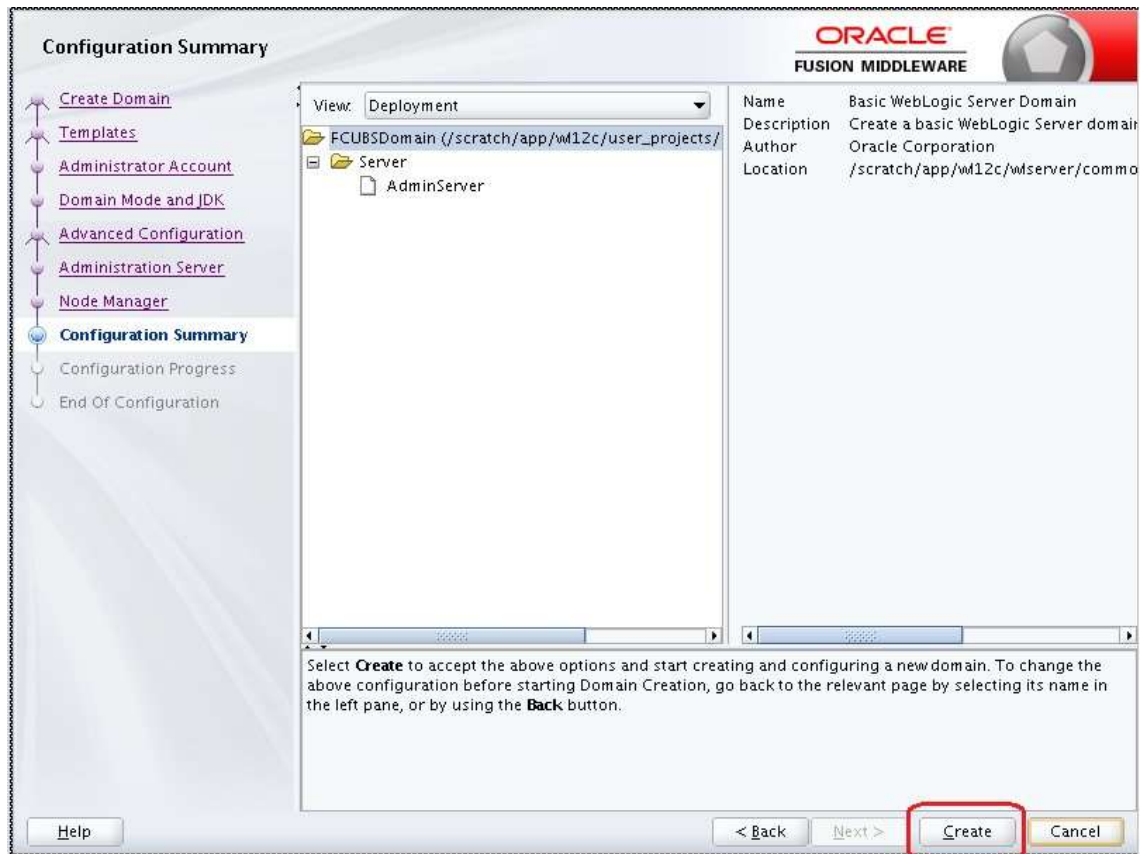 Configuration Summary
ORACLE
FUSION MIDDLEWARE
Create Domain
Templates
Administrator Account
Domain Mode and JDK
Advanced Configuration
Administration Server
Node Manager
Configuration Summary
Configuration Progress
End Of Configuration
View: Deployment
FCUBSDomain (/scratch/app/wl12c/user_projects/
Server
AdminServer
Name Basic WebLogic Server Domain
Description Create a basic WebLogic Server domain
Author Oracle Corporation
Location /scratch/app/wl12c/wlserver/commo
Select Create to accept the above options and start creating and configuring a new domain. To change the
above configuration before starting Domain Creation, go back to the relevant page by selecting its name in
the left pane, or by using the Back button.
Help
< Back
Next >
Create
Cancel